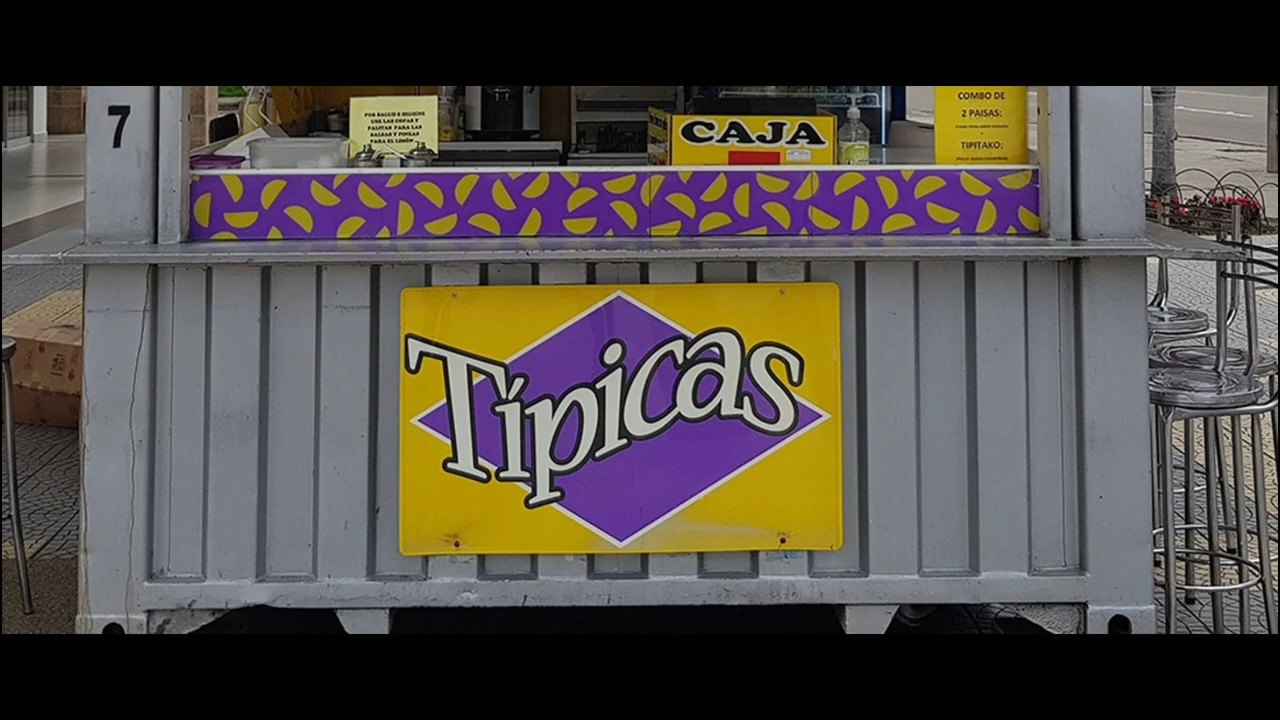 7
POR SALUD E HIGIENE
USE LAS COPAS Y
PALITAS PARA LAS
SALSAS Y PINZAS
PARA EL LIMÓN
CAJA
COMBO DE
2 PAISAS:
TIPITAKO:
Típicas